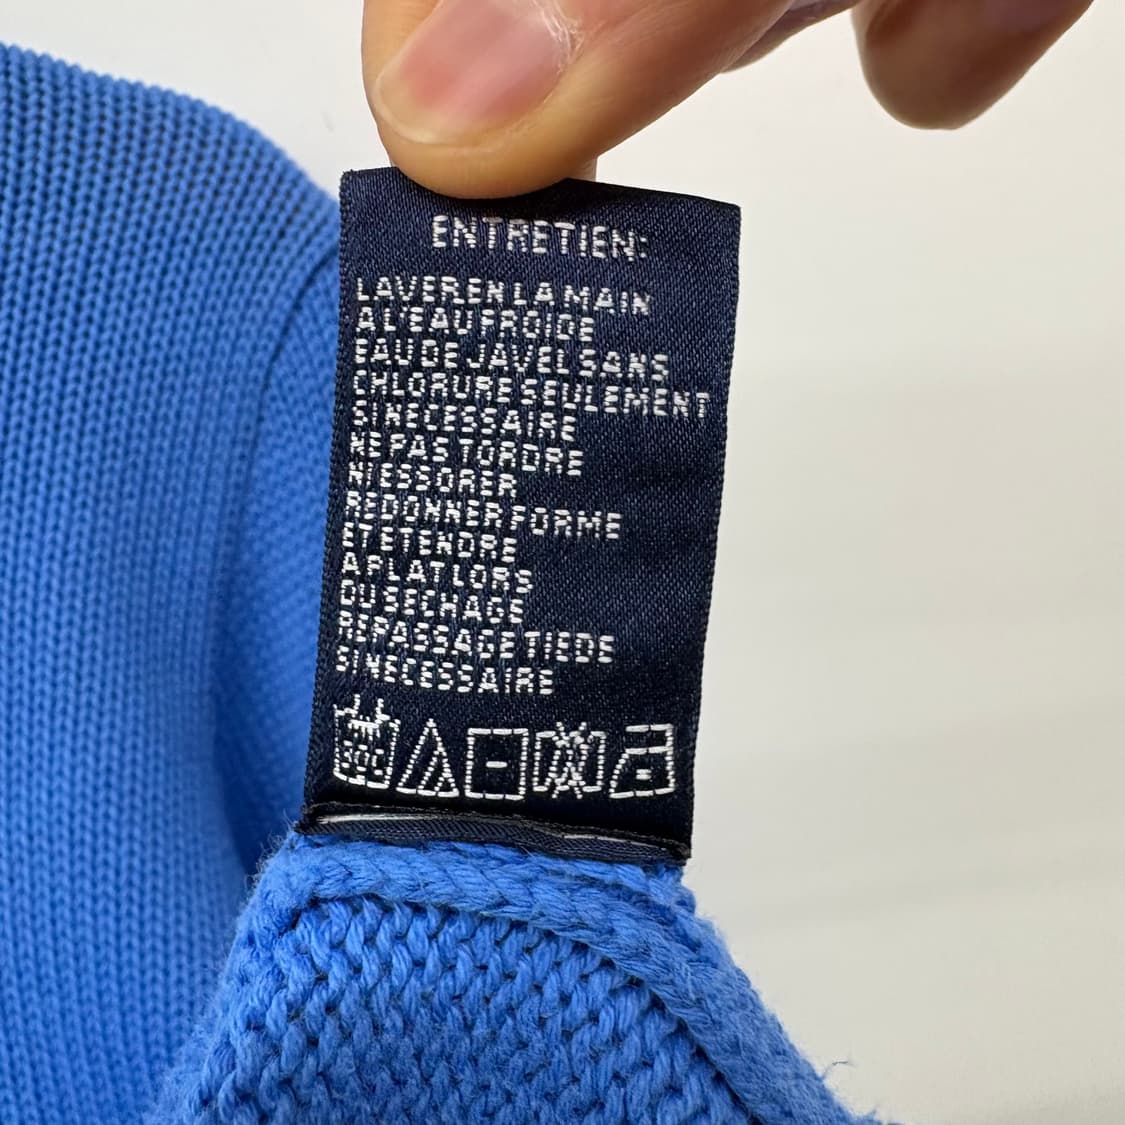 ENTRETIEN:
LAVER EN LA MAIN
A L'EAU FROIDE
EAU DE JAVEL SANS
CHLORURE SEULEMENT
SI NECESSAIRE
NE PAS TORDRE
NI ESSORER
REDONNER FORME
ET ETENDRE
A PLAT LORS
DU SECHAGE
REPASSAGE TIEDE
SI NECESSAIRE